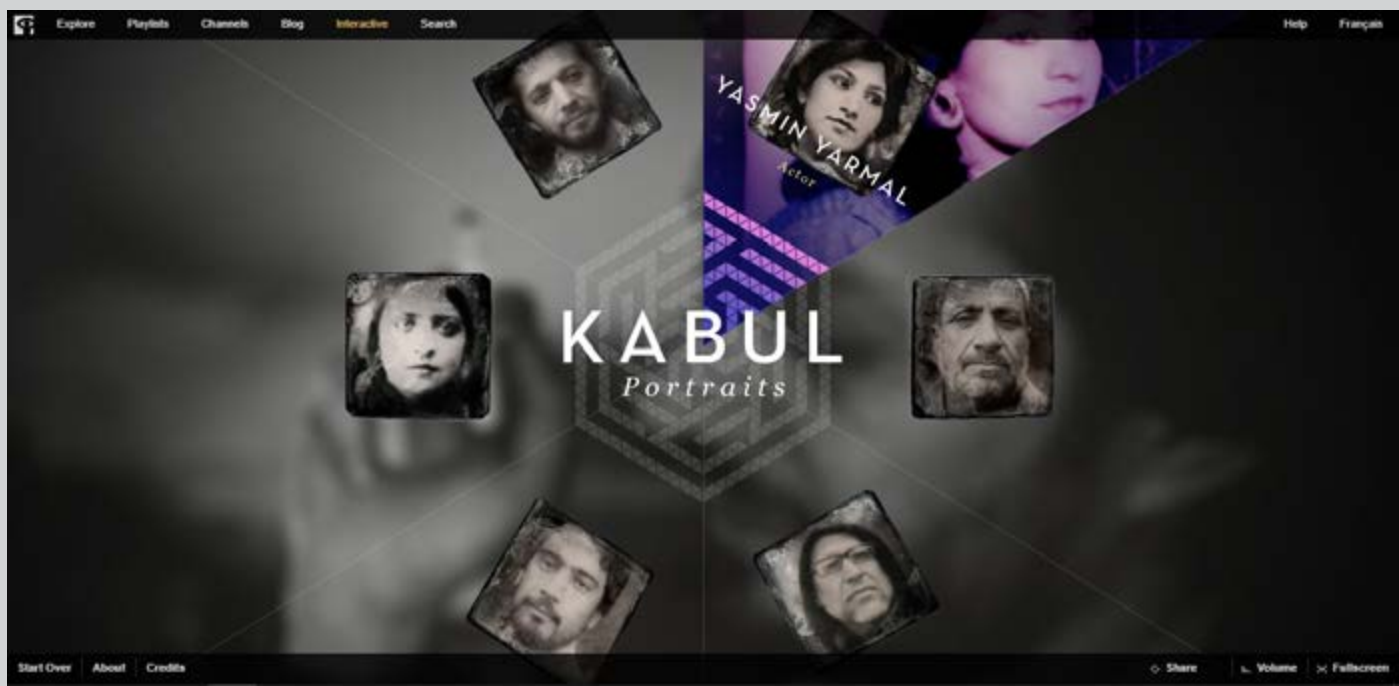 Explore Playlists Channels Blog Interactive Search Help Français
YASMIN YARMAL
Actor
KABUL
Portraits
Start Over About Credits Share Volume Fullscreen